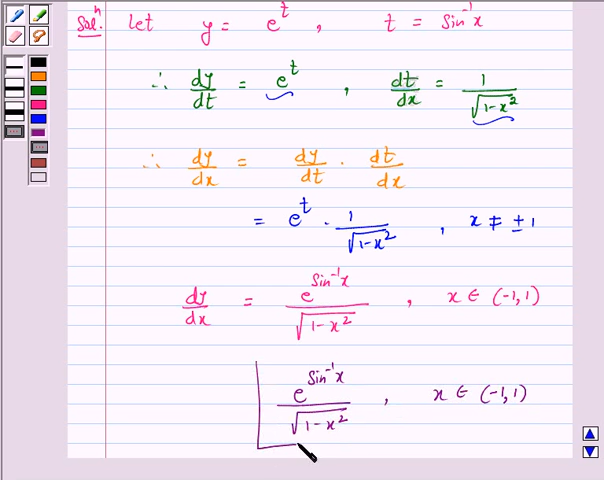 Solⁿ. Let y = e^t , t = Sin⁻¹x
∴ dy/dt = e^t , dt/dx = 1/√(1-x²)
∴ dy/dx = dy/dt · dt/dx
= e^t · 1/√(1-x²) , x ≠ ±1
dy/dx = e^(Sin⁻¹x)/√(1-x²) , x ∈ (-1,1)
e^(Sin⁻¹x)/√(1-x²) , x ∈ (-1,1)